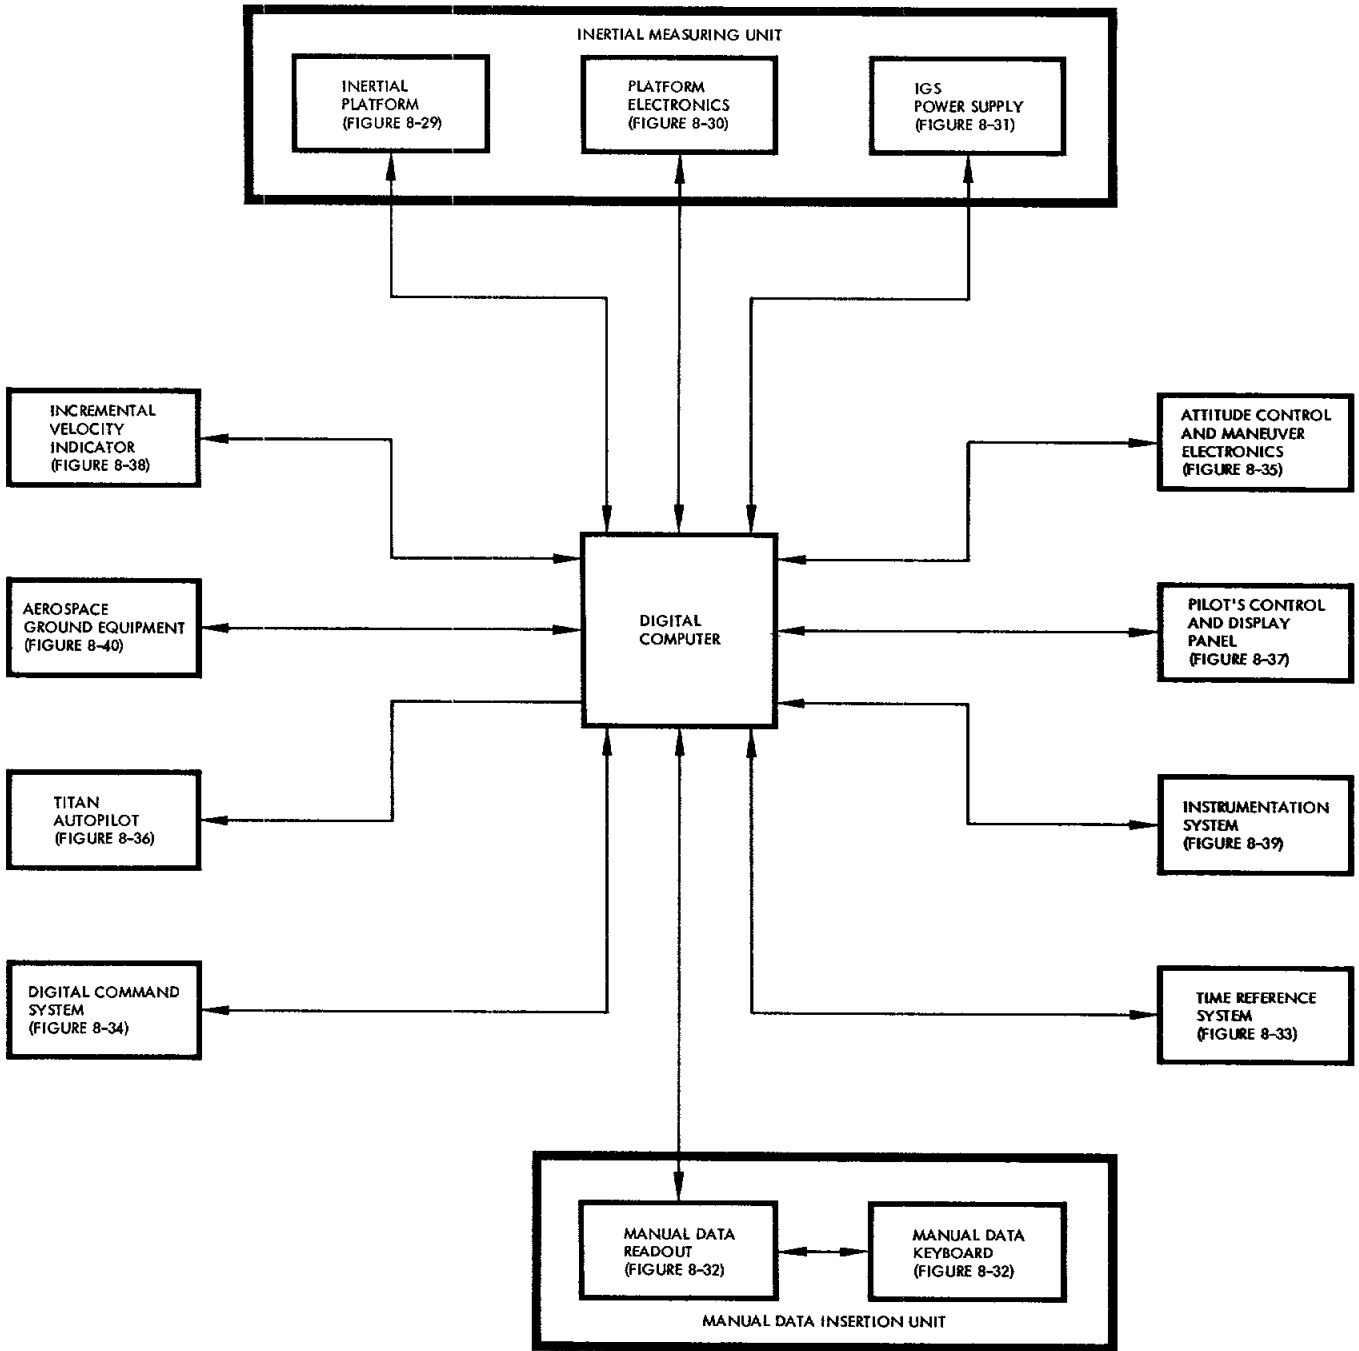 INERTIAL MEASURING UNIT
INERTIAL
PLATFORM
(FIGURE 8-29)
PLATFORM
ELECTRONICS
(FIGURE 8-30)
IGS
POWER SUPPLY
(FIGURE 8-31)
INCREMENTAL
VELOCITY
INDICATOR
(FIGURE 8-38)
ATTITUDE CONTROL
AND MANEUVER
ELECTRONICS
(FIGURE 8-35)
AEROSPACE
GROUND EQUIPMENT
(FIGURE 8-40)
DIGITAL
COMPUTER
PILOT'S CONTROL
AND DISPLAY
PANEL
(FIGURE 8-37)
TITAN
AUTOPILOT
(FIGURE 8-36)
INSTRUMENTATION
SYSTEM
(FIGURE 8-39)
DIGITAL COMMAND
SYSTEM
(FIGURE 8-34)
TIME REFERENCE
SYSTEM
(FIGURE 8-33)
MANUAL DATA
READOUT
(FIGURE 8-32)
MANUAL DATA
KEYBOARD
(FIGURE 8-32)
MANUAL DATA INSERTION UNIT